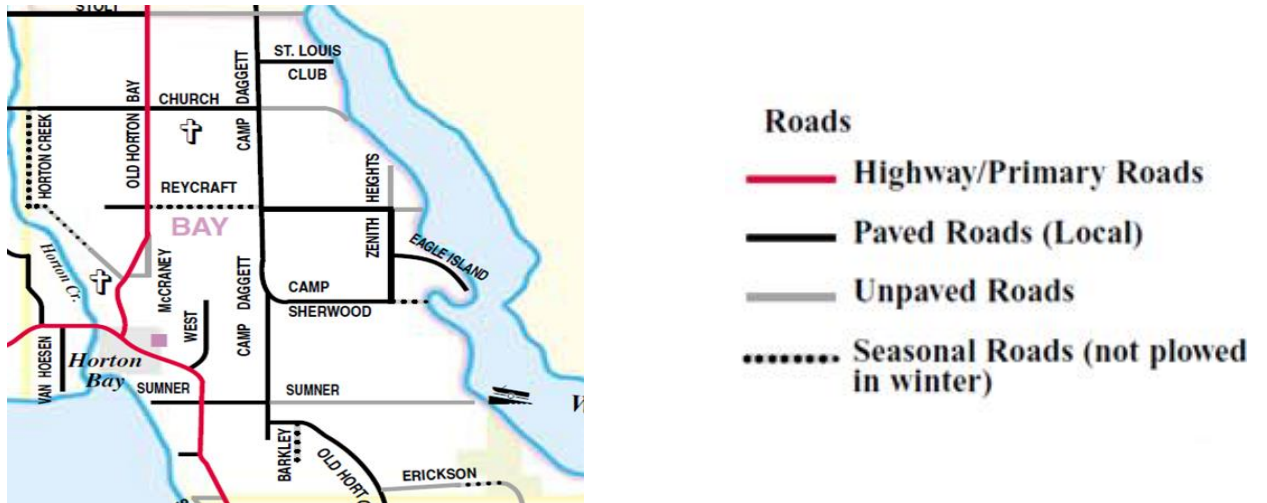 STOLT
ST. LOUIS
CLUB
DAGGETT
CAMP
OLD HORTON BAY
CHURCH
HORTON CREEK
REYCRAFT
BAY
HEIGHTS
ZENITH
EAGLE ISLAND
Horton Cr.
McCRANEY
CAMP DAGGETT
CAMP
SHERWOOD
WEST
VAN HOESEN
Horton
Bay
SUMNER
SUMNER
BARKLEY
OLD HORT
ERICKSON
Roads
Highway/Primary Roads
Paved Roads (Local)
Unpaved Roads
Seasonal Roads (not plowed
in winter)